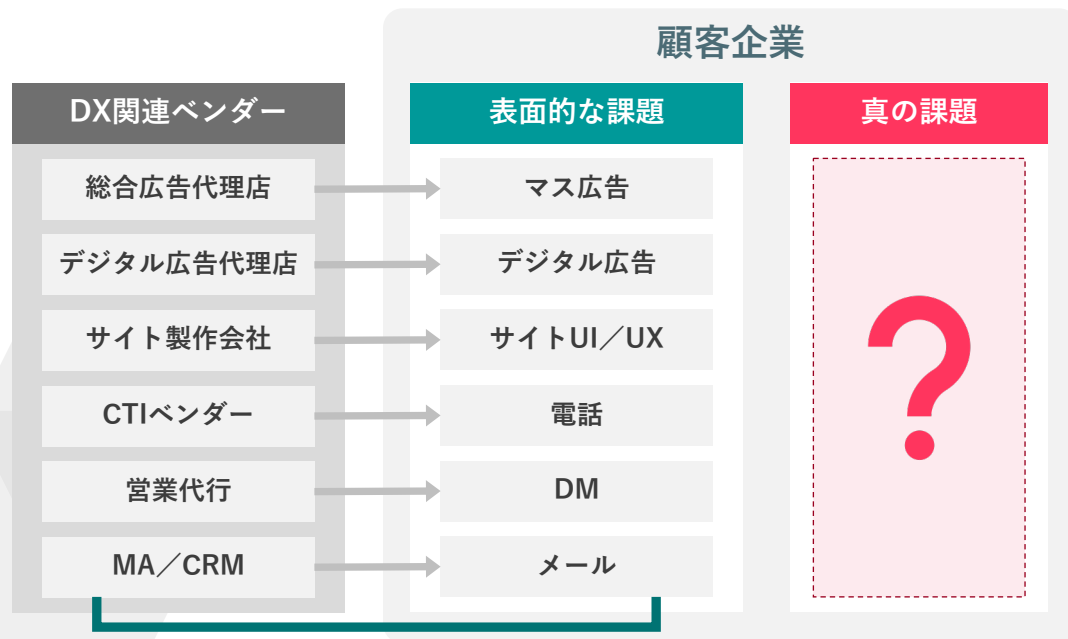 顧客企業
DX関連ベンダー
表面的な課題
真の課題
総合広告代理店
マス広告
デジタル広告代理店
デジタル広告
サイト製作会社
サイトUI／UX
CTIベンダー
電話
営業代行
DM
MA／CRM
メール
?